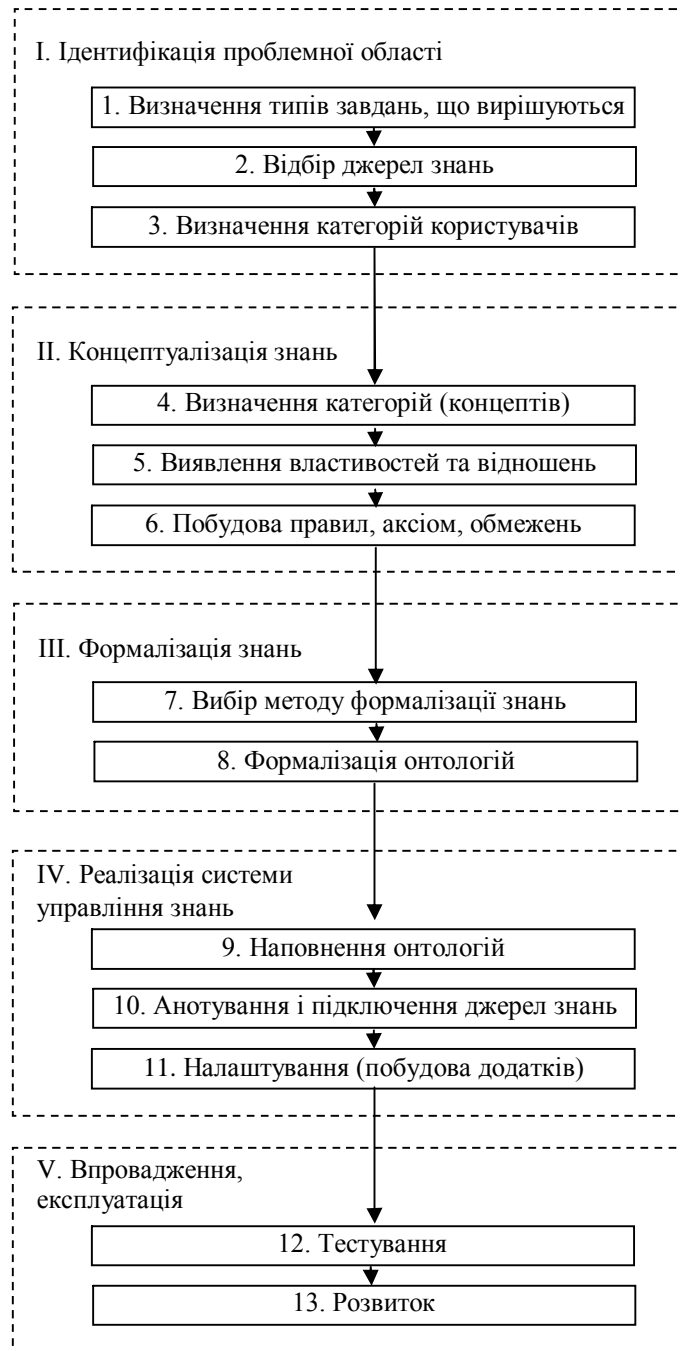 I. Ідентифікація проблемної області
1. Визначення типів завдань, що вирішуються
2. Відбір джерел знань
3. Визначення категорій користувачів
II. Концептуалізація знань
4. Визначення категорій (концептів)
5. Виявлення властивостей та відношень
6. Побудова правил, аксіом, обмежень
III. Формалізація знань
7. Вибір методу формалізації знань
8. Формалізація онтологій
IV. Реалізація системи
управління знань
9. Наповнення онтологій
10. Анотування і підключення джерел знань
11. Налаштування (побудова додатків)
V. Впровадження,
експлуатація
12. Тестування
13. Розвиток